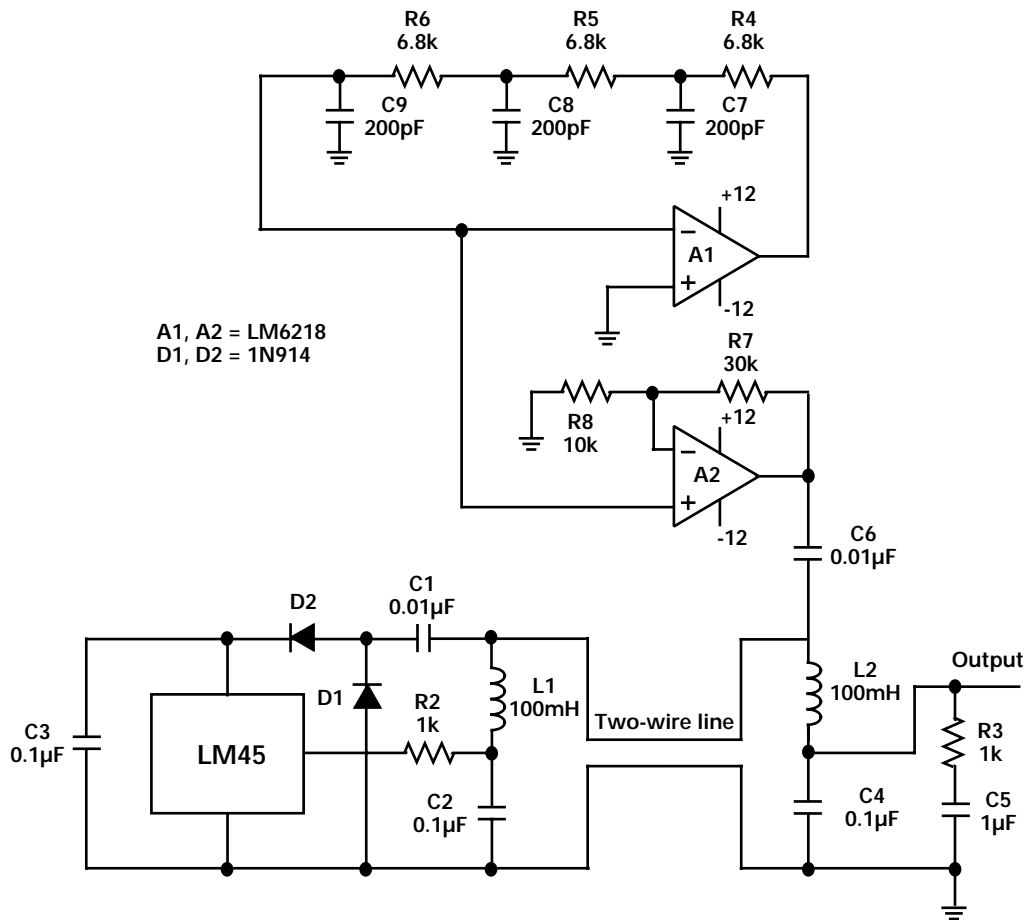 R6
6.8k
R5
6.8k
R4
6.8k
C9
200pF
C8
200pF
C7
200pF
+12
−
A1
+
-12
A1, A2 = LM6218
D1, D2 = 1N914
R7
30k
R8
10k
+12
−
A2
+
-12
C6
0.01µF
C1
0.01µF
D2
D1
L1
100mH
R2
1k
C3
0.1µF
LM45
C2
0.1µF
Two-wire line
L2
100mH
Output
R3
1k
C4
0.1µF
C5
1µF